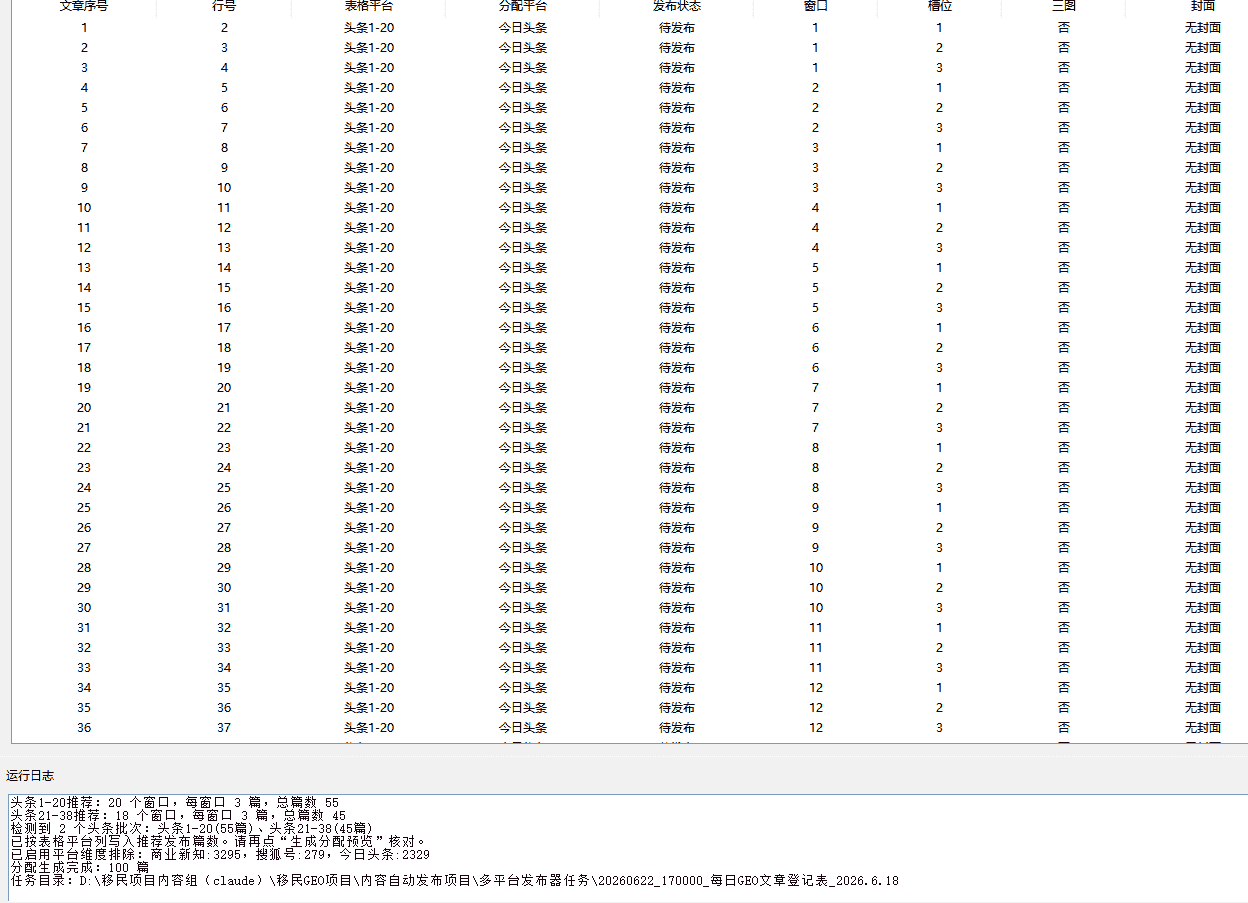 文章序号 行号 表格平台 分配平台 发布状态 窗口 槽位 三图 封面
1 2 头条1-20 今日头条 待发布 1 1 否 无封面
2 3 头条1-20 今日头条 待发布 1 2 否 无封面
3 4 头条1-20 今日头条 待发布 1 3 否 无封面
4 5 头条1-20 今日头条 待发布 2 1 否 无封面
5 6 头条1-20 今日头条 待发布 2 2 否 无封面
6 7 头条1-20 今日头条 待发布 2 3 否 无封面
7 8 头条1-20 今日头条 待发布 3 1 否 无封面
8 9 头条1-20 今日头条 待发布 3 2 否 无封面
9 10 头条1-20 今日头条 待发布 3 3 否 无封面
10 11 头条1-20 今日头条 待发布 4 1 否 无封面
11 12 头条1-20 今日头条 待发布 4 2 否 无封面
12 13 头条1-20 今日头条 待发布 4 3 否 无封面
13 14 头条1-20 今日头条 待发布 5 1 否 无封面
14 15 头条1-20 今日头条 待发布 5 2 否 无封面
15 16 头条1-20 今日头条 待发布 5 3 否 无封面
16 17 头条1-20 今日头条 待发布 6 1 否 无封面
17 18 头条1-20 今日头条 待发布 6 2 否 无封面
18 19 头条1-20 今日头条 待发布 6 3 否 无封面
19 20 头条1-20 今日头条 待发布 7 1 否 无封面
20 21 头条1-20 今日头条 待发布 7 2 否 无封面
21 22 头条1-20 今日头条 待发布 7 3 否 无封面
22 23 头条1-20 今日头条 待发布 8 1 否 无封面
23 24 头条1-20 今日头条 待发布 8 2 否 无封面
24 25 头条1-20 今日头条 待发布 8 3 否 无封面
25 26 头条1-20 今日头条 待发布 9 1 否 无封面
26 27 头条1-20 今日头条 待发布 9 2 否 无封面
27 28 头条1-20 今日头条 待发布 9 3 否 无封面
28 29 头条1-20 今日头条 待发布 10 1 否 无封面
29 30 头条1-20 今日头条 待发布 10 2 否 无封面
30 31 头条1-20 今日头条 待发布 10 3 否 无封面
31 32 头条1-20 今日头条 待发布 11 1 否 无封面
32 33 头条1-20 今日头条 待发布 11 2 否 无封面
33 34 头条1-20 今日头条 待发布 11 3 否 无封面
34 35 头条1-20 今日头条 待发布 12 1 否 无封面
35 36 头条1-20 今日头条 待发布 12 2 否 无封面
36 37 头条1-20 今日头条 待发布 12 3 否 无封面
运行日志
头条1-20推荐：20 个窗口，每窗口 3 篇，总篇数 55
头条21-38推荐：18 个窗口，每窗口 3 篇，总篇数 45
检测到 2 个头条批次：头条1-20(55篇)、头条21-38(45篇)
已按表格平台列写入推荐发布篇数。请再点“生成分配预览”核对。
已启用平台维度排除：商业新知:3295，搜狐号:279，今日头条:2329
分配生成完成：100 篇
任务目录：D:\移民项目内容组（claude）\移民GEO项目\内容自动发布项目\多平台发布器任务\20260622_170000_每日GEO文章登记表_2026.6.18